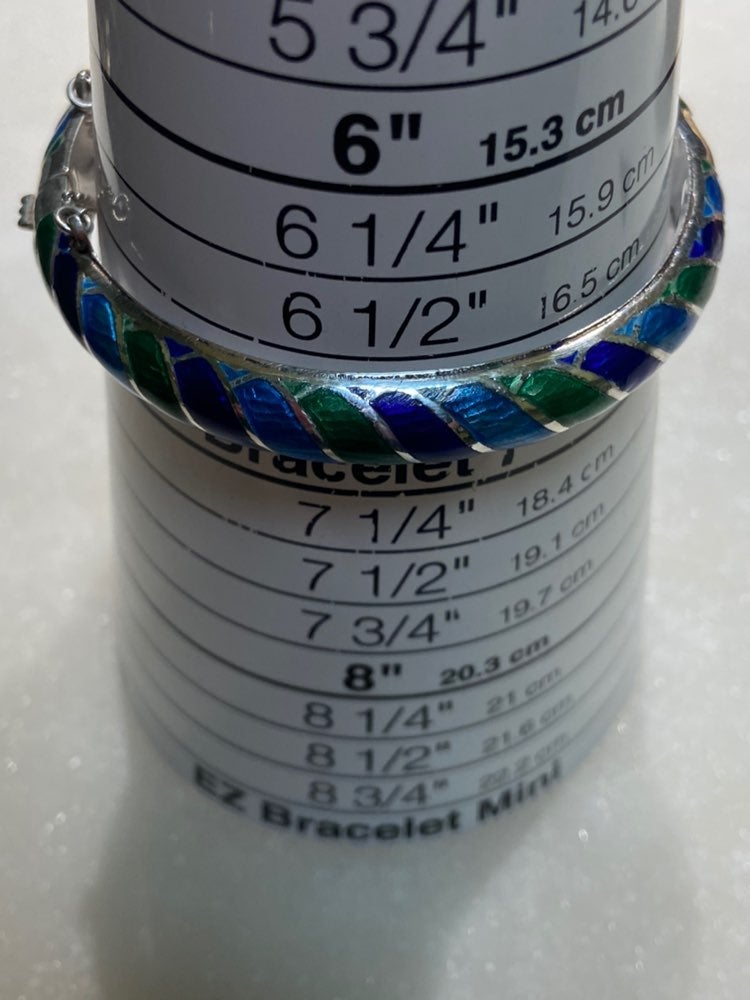 5 3/4"
6" 15.3 cm
6 1/4" 15.9 cm
6 1/2" 16.5 cm
Bracelet 7"
7 1/4" 18.4 cm
7 1/2" 19.1 cm
7 3/4" 19.7 cm
8" 20.3 cm
8 1/4" 21 cm
8 1/2" 21.6 cm
8 3/4" 22.2 cm
EZ Bracelet Mini